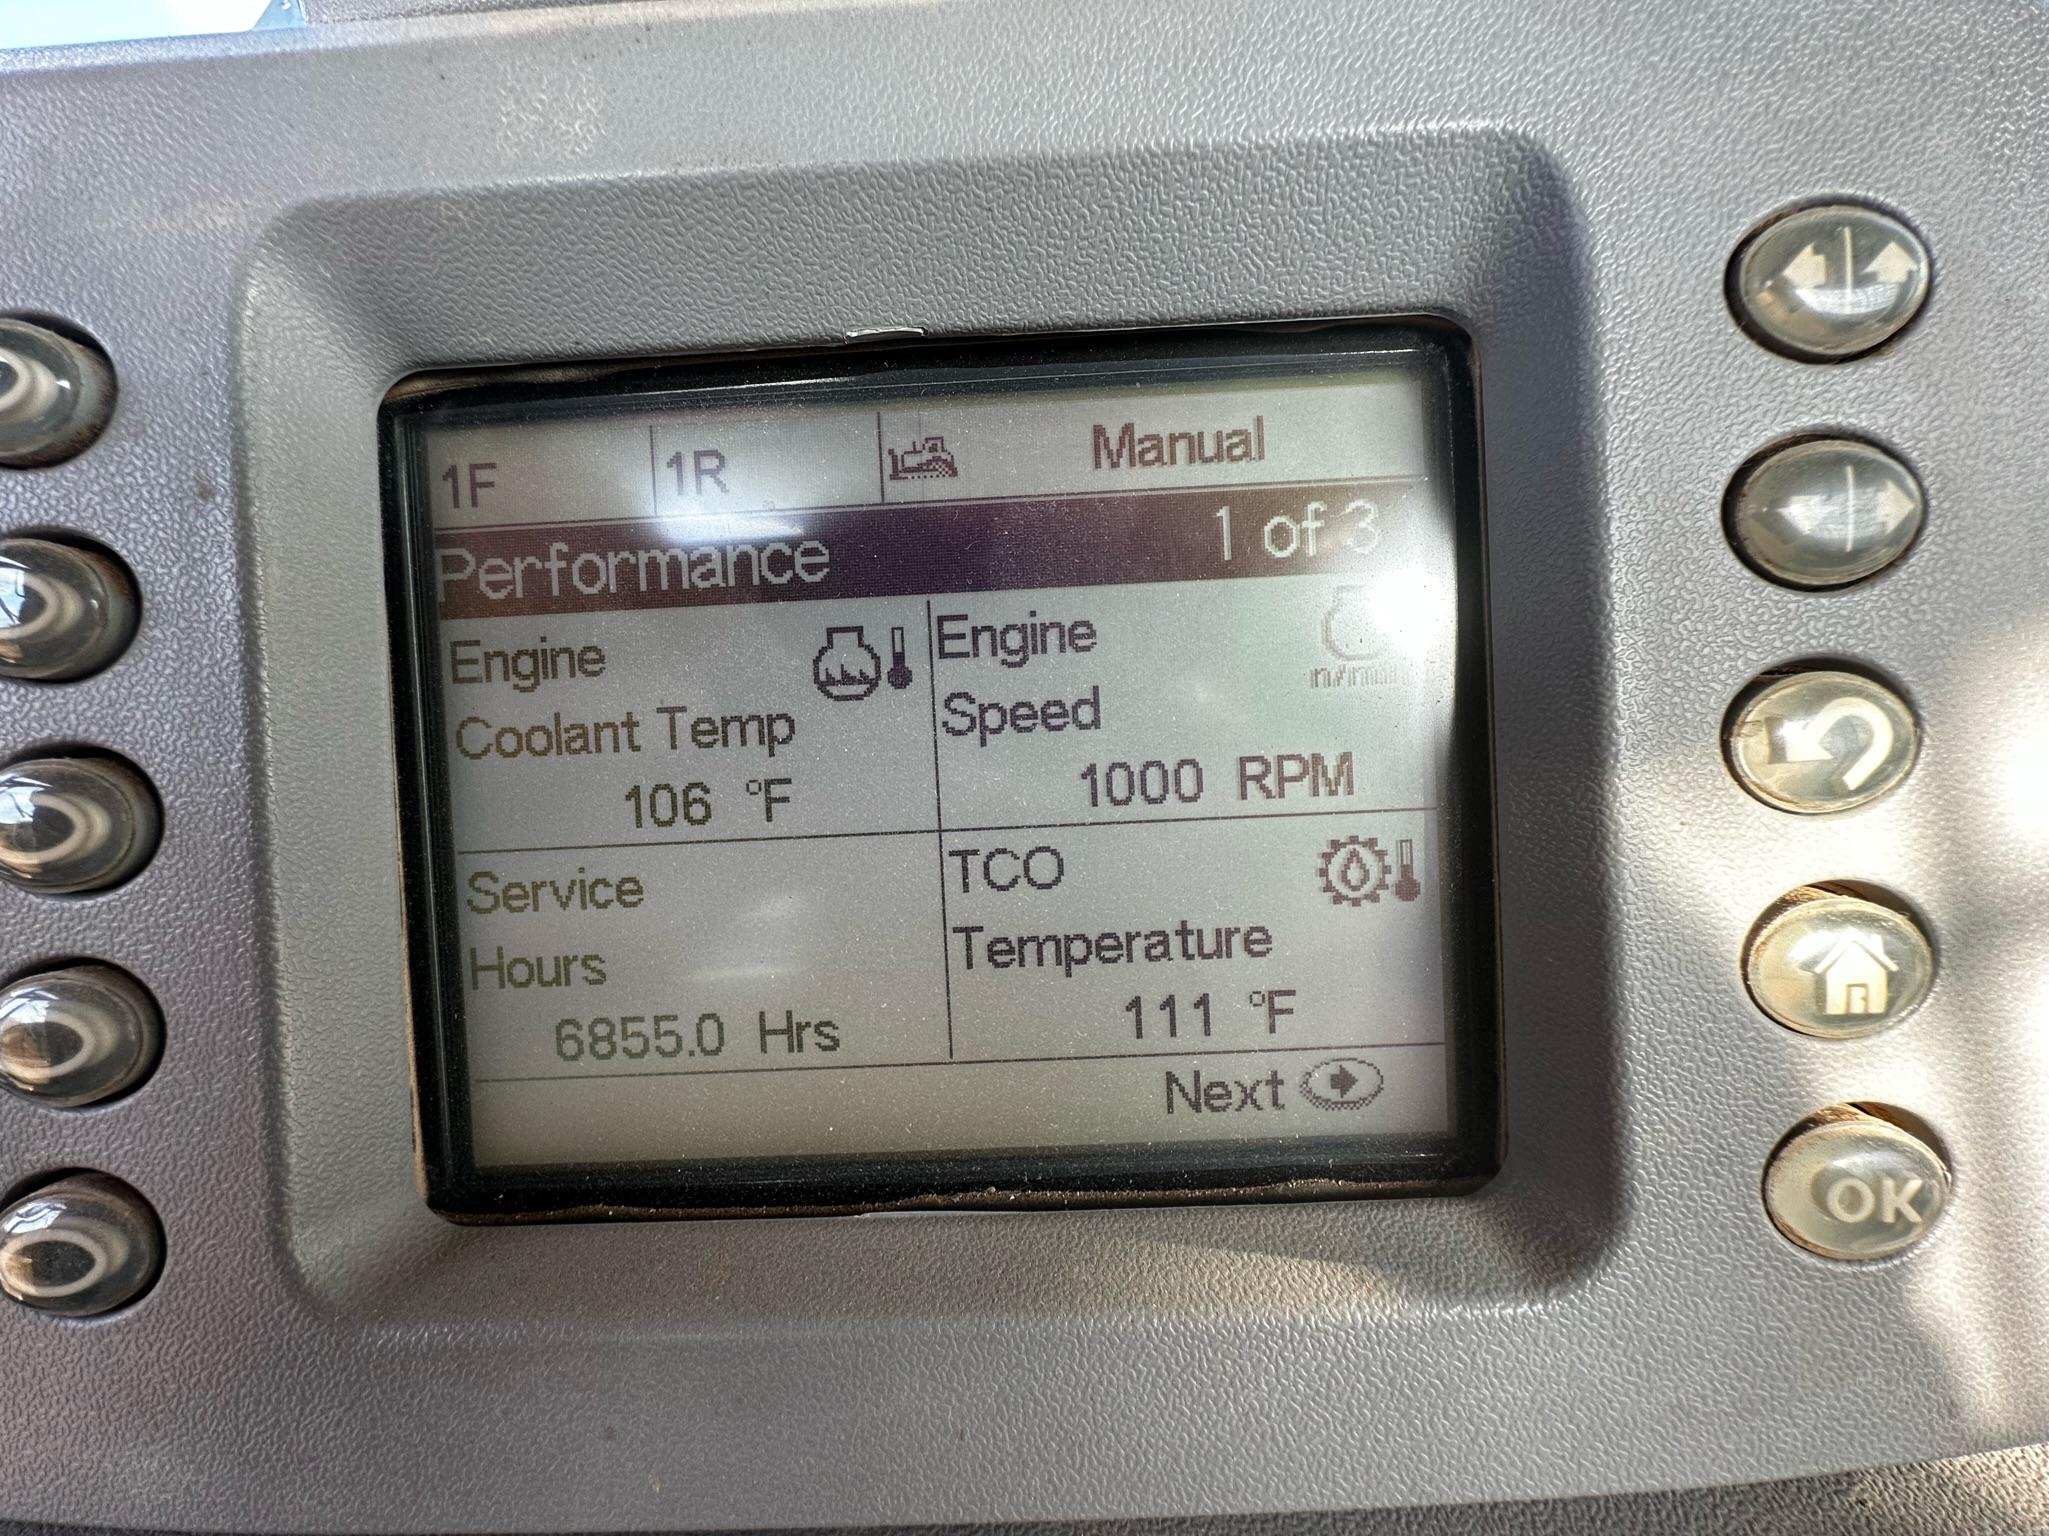 1F 1R Manual
Performance 1 of 3
Engine
Coolant Temp
106 °F
Engine
Speed
1000 RPM
Service
Hours
6855.0 Hrs
TCO
Temperature
111 °F
Next
OK